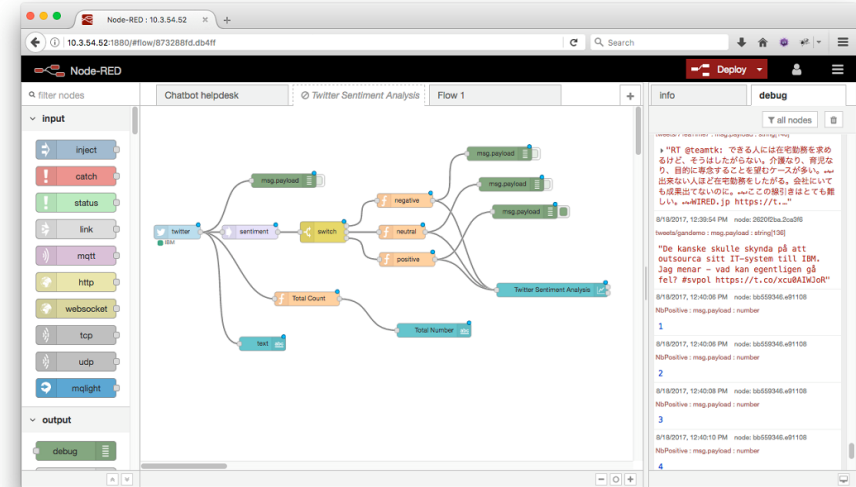 Node-RED : 10.3.54.52
10.3.54.52:1880/#flow/873288fd.db4ff
Search
Node-RED
Deploy
filter nodes
Chatbot helpdesk
Twitter Sentiment Analysis
Flow 1
info
debug
input
all nodes
inject
catch
status
link
mqtt
http
websocket
tcp
udp
mqlight
output
debug
msg.payload
msg.payload
msg.payload
msg.payload
negative
twitter
IBM
sentiment
switch
neutral
positive
Twitter Sentiment Analysis
Total Count
Total Number
text
"RT @teamtk: できる人には在宅勤務を求め
るけど、そうはしたがらない。介護なり、育児な
り、目的に専念することを望むケースが多い。
出来ない人ほど在宅勤務をしたがる。会社にいて
も成果出てないのに。ここの線引きはとても難
しい。WIRED.jp https://t.…"
8/18/2017, 12:39:54 PM node: 2620f2ba.2ca3f6
tweets/gandemo : msg.payload : string[136]
"De kanske skulle skynda på att
outsourca sitt IT-system till IBM.
Jag menar – vad kan egentligen gå
fel? #svpol https://t.co/xcu0AIWJoR"
8/18/2017, 12:40:06 PM node: bb559346.e91108
NbPositive : msg.payload : number
1
8/18/2017, 12:40:06 PM node: bb559346.e91108
NbPositive : msg.payload : number
2
8/18/2017, 12:40:08 PM node: bb559346.e91108
NbPositive : msg.payload : number
3
8/18/2017, 12:40:10 PM node: bb559346.e91108
NbPositive : msg.payload : number
4